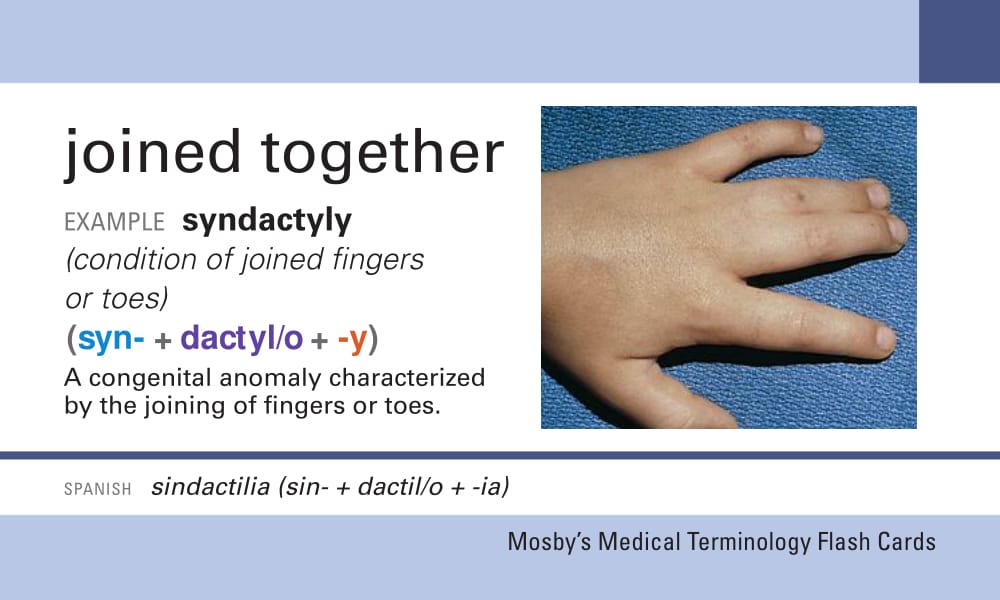 joined together
EXAMPLE syndactyly
(condition of joined fingers
or toes)
(syn- + dactyl/o + -y)
A congenital anomaly characterized
by the joining of fingers or toes.
SPANISH sindactilia (sin- + dactil/o + -ia)
Mosby's Medical Terminology Flash Cards